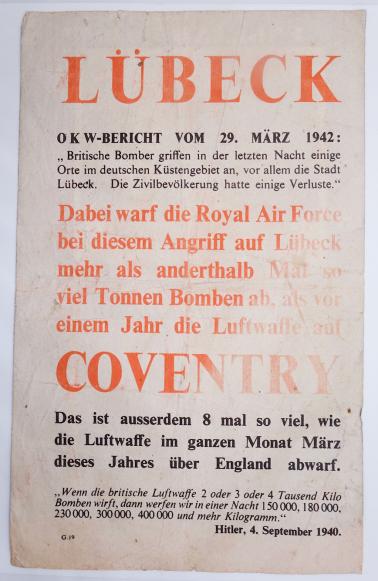 LÜBECK
OKW-BERICHT VOM 29. MÄRZ 1942:
„Britische Bomber griffen in der letzten Nacht einige
Orte im deutschen Küstengebiet an, vor allem die Stadt
Lübeck. Die Zivilbevölkerung hatte einige Verluste.“
Dabei warf die Royal Air Force
bei diesem Angriff auf Lübeck
mehr als anderthalb Mal so
viel Tonnen Bomben ab, als vor
einem Jahr die Luftwaffe auf
COVENTRY
Das ist ausserdem 8 mal so viel, wie
die Luftwaffe im ganzen Monat März
dieses Jahres über England abwarf.
„Wenn die britische Luftwaffe 2 oder 3 oder 4 Tausend Kilo
Bomben wirft, dann werfen wir in einer Nacht 150 000, 180 000,
230 000, 300 000, 400 000 und mehr Kilogramm.“
Hitler, 4. September 1940.
G.19